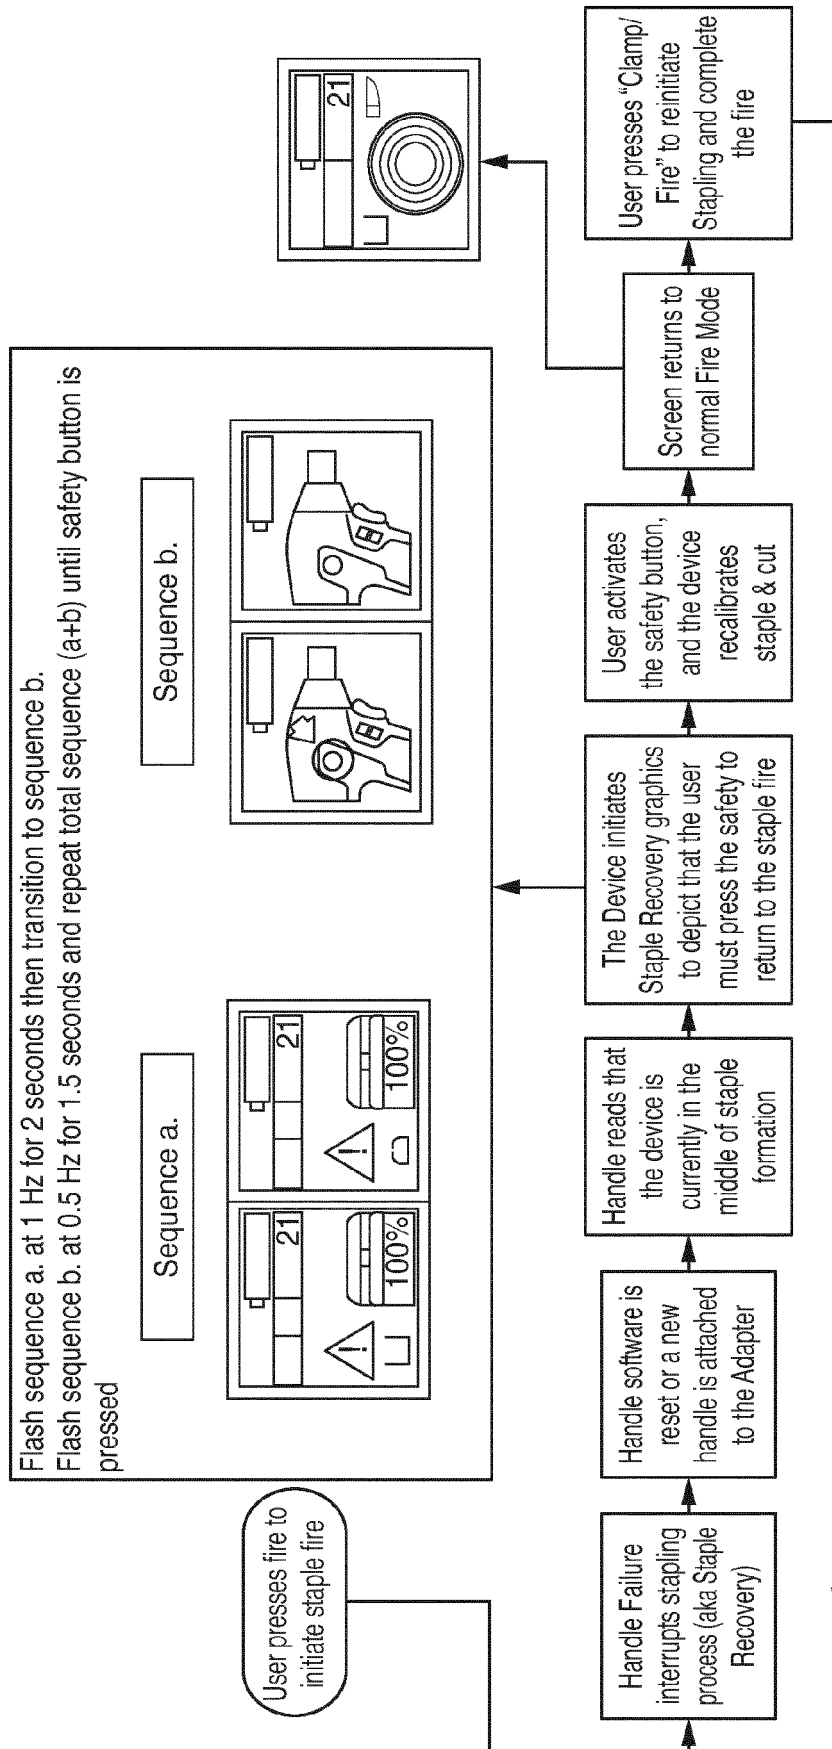 Flash sequence a. at 1 Hz for 2 seconds then transition to sequence b.
Flash sequence b. at 0.5 Hz for 1.5 seconds and repeat total sequence (a+b) until safety button is
pressed
Sequence a.
21
!
100%
21
!
100%
Sequence b.
21
User presses fire to
initiate staple fire
Handle Failure
interrupts stapling
process (aka Staple
Recovery)
Handle software is
reset or a new
handle is attached
to the Adapter
Handle reads that
the device is
currently in the
middle of staple
formation
The Device initiates
Staple Recovery graphics
to depict that the user
must press the safety to
return to the staple fire
User activates
the safety button,
and the device
recalibrates
staple & cut
Screen returns to
normal Fire Mode
User presses “Clamp/
Fire” to reinitiate
Stapling and complete
the fire